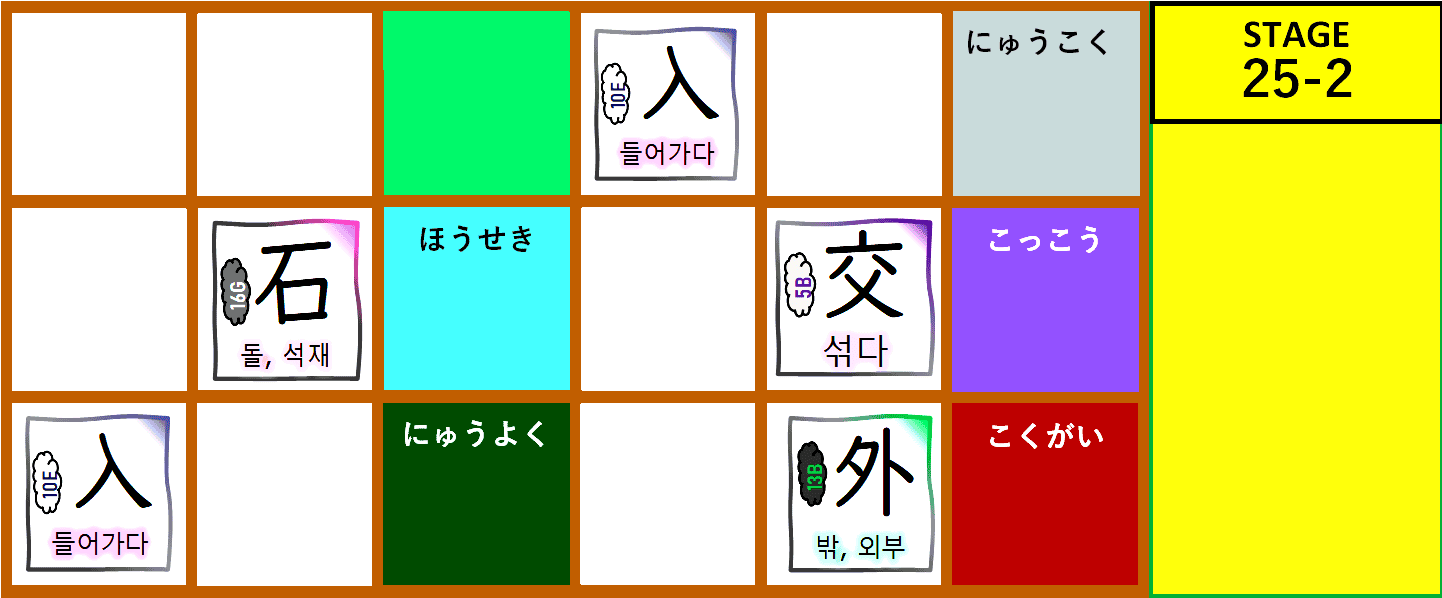 10E
入
들어가다
にゅうこく
STAGE
25-2
16G
石
돌, 석재
ほうせき
5B
交
섞다
こっこう
10E
入
들어가다
にゅうよく
13B
外
밖, 외부
こくがい